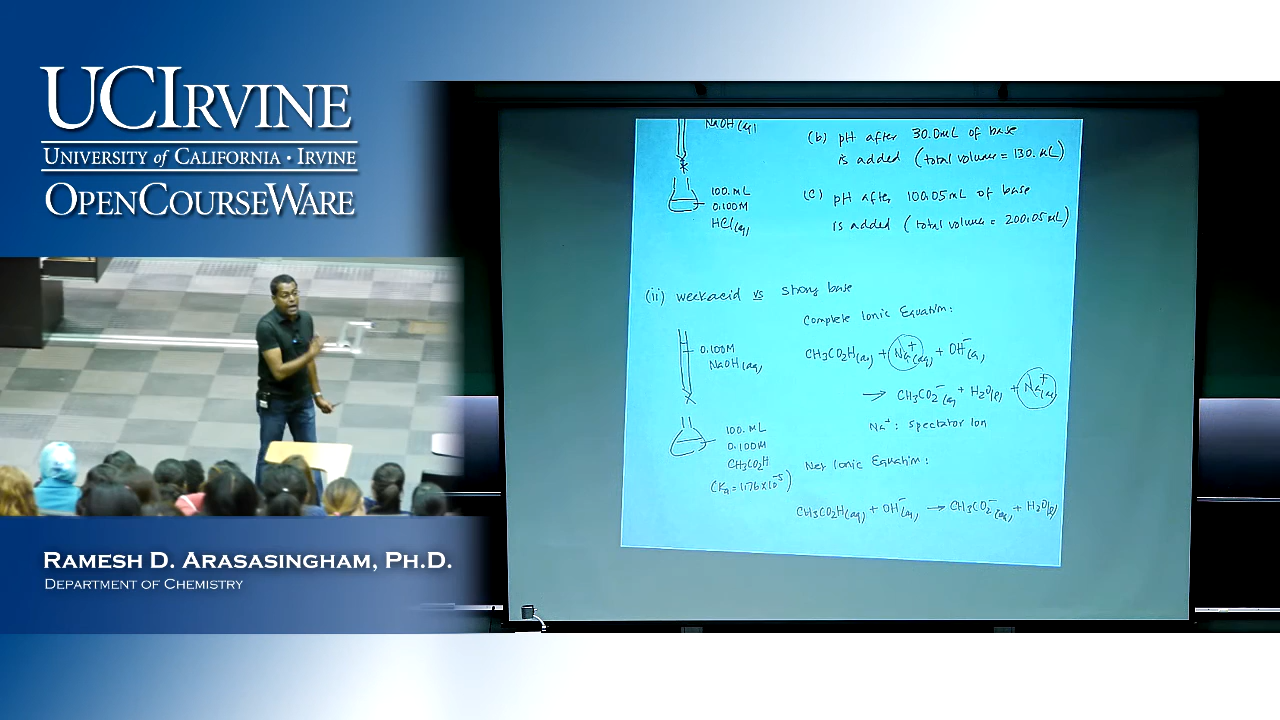 UCIRVINE
UNIVERSITY of CALIFORNIA · IRVINE
OPENCOURSEWARE
RAMESH D. ARASASINGHAM, PH.D.
DEPARTMENT OF CHEMISTRY
NaOH(aq)
100.mL
0.100M
HCl(aq)
(b) pH after 30.0mL of base
is added (total volume = 130.mL)
(c) pH after 100.05mL of base
is added (total volume = 200.05mL)
(ii) weak acid vs strong base
0.100M
NaOH(aq)
100.mL
0.100M
CH3CO2H
(Ka = 1.76x10⁻⁵)
Complete Ionic Equation:
CH3CO2H(aq) + Na⁺(aq) + OH⁻(aq)
→ CH3CO2⁻(aq) + H2O(l) + Na⁺(aq)
Na⁺: spectator Ion
Net Ionic Equation:
CH3CO2H(aq) + OH⁻(aq) → CH3CO2⁻(aq) + H2O(l)